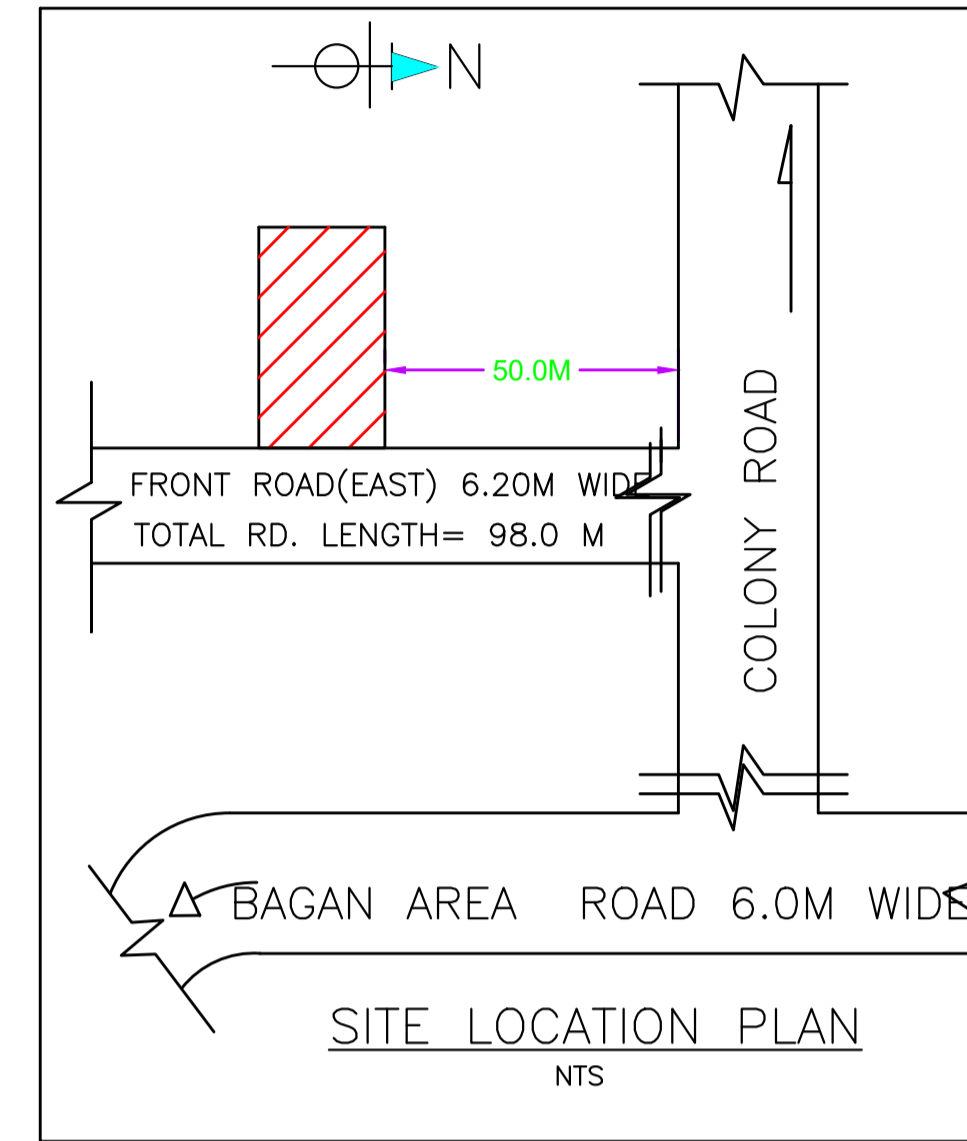 N
50.0M
FRONT ROAD(EAST) 6.20M WIDE
TOTAL RD. LENGTH= 98.0 M
COLONY ROAD
BAGAN AREA ROAD 6.0M WIDE
SITE LOCATION PLAN
NTS